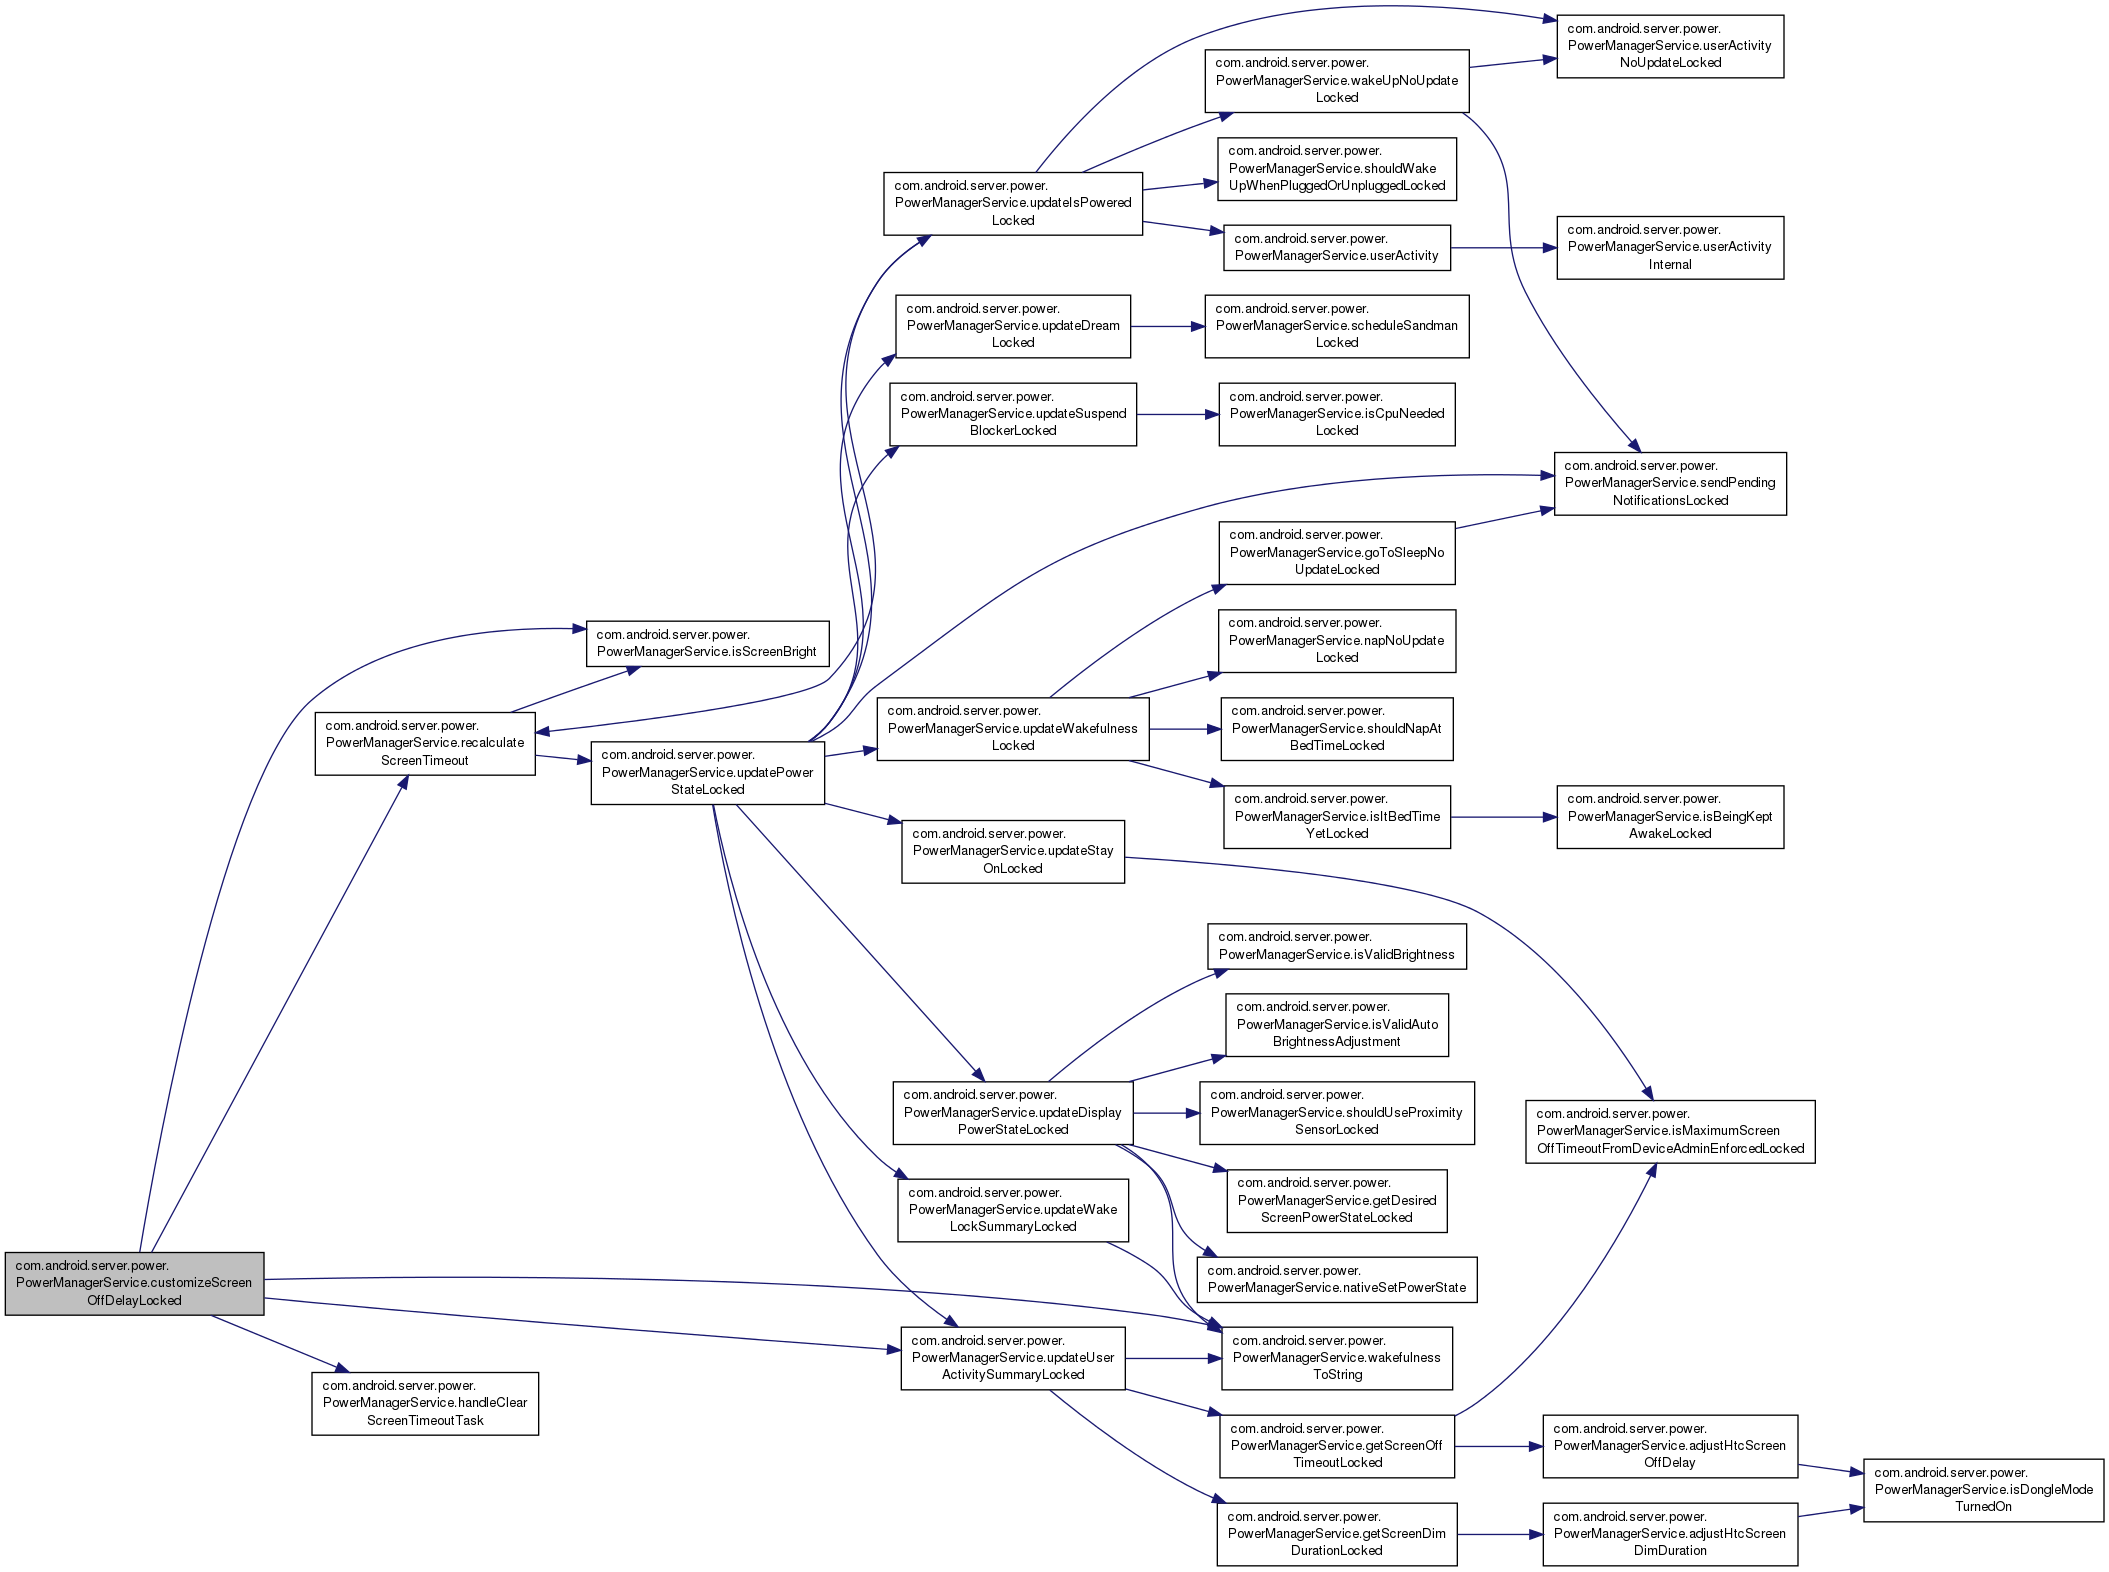 com.android.server.power.
PowerManagerService.userActivity
NoUpdateLocked
com.android.server.power.
PowerManagerService.wakeUpNoUpdate
Locked
com.android.server.power.
PowerManagerService.shouldWake
UpWhenPluggedOrUnpluggedLocked
com.android.server.power.
PowerManagerService.updateIsPowered
Locked
com.android.server.power.
PowerManagerService.userActivity
com.android.server.power.
PowerManagerService.userActivity
Internal
com.android.server.power.
PowerManagerService.updateDream
Locked
com.android.server.power.
PowerManagerService.scheduleSandman
Locked
com.android.server.power.
PowerManagerService.updateSuspend
BlockerLocked
com.android.server.power.
PowerManagerService.isCpuNeeded
Locked
com.android.server.power.
PowerManagerService.sendPending
NotificationsLocked
com.android.server.power.
PowerManagerService.goToSleepNo
UpdateLocked
com.android.server.power.
PowerManagerService.isScreenBright
com.android.server.power.
PowerManagerService.napNoUpdate
Locked
com.android.server.power.
PowerManagerService.recalculate
ScreenTimeout
com.android.server.power.
PowerManagerService.updatePower
StateLocked
com.android.server.power.
PowerManagerService.updateWakefulness
Locked
com.android.server.power.
PowerManagerService.shouldNapAt
BedTimeLocked
com.android.server.power.
PowerManagerService.isItBedTime
YetLocked
com.android.server.power.
PowerManagerService.isBeingKept
AwakeLocked
com.android.server.power.
PowerManagerService.updateStay
OnLocked
com.android.server.power.
PowerManagerService.isValidBrightness
com.android.server.power.
PowerManagerService.isValidAuto
BrightnessAdjustment
com.android.server.power.
PowerManagerService.updateDisplay
PowerStateLocked
com.android.server.power.
PowerManagerService.shouldUseProximity
SensorLocked
com.android.server.power.
PowerManagerService.isMaximumScreen
OffTimeoutFromDeviceAdminEnforcedLocked
com.android.server.power.
PowerManagerService.getDesired
ScreenPowerStateLocked
com.android.server.power.
PowerManagerService.updateWake
LockSummaryLocked
com.android.server.power.
PowerManagerService.customizeScreen
OffDelayLocked
com.android.server.power.
PowerManagerService.nativeSetPowerState
com.android.server.power.
PowerManagerService.updateUser
ActivitySummaryLocked
com.android.server.power.
PowerManagerService.wakefulness
ToString
com.android.server.power.
PowerManagerService.handleClear
ScreenTimeoutTask
com.android.server.power.
PowerManagerService.getScreenOff
TimeoutLocked
com.android.server.power.
PowerManagerService.adjustHtcScreen
OffDelay
com.android.server.power.
PowerManagerService.isDongleMode
TurnedOn
com.android.server.power.
PowerManagerService.getScreenDim
DurationLocked
com.android.server.power.
PowerManagerService.adjustHtcScreen
DimDuration